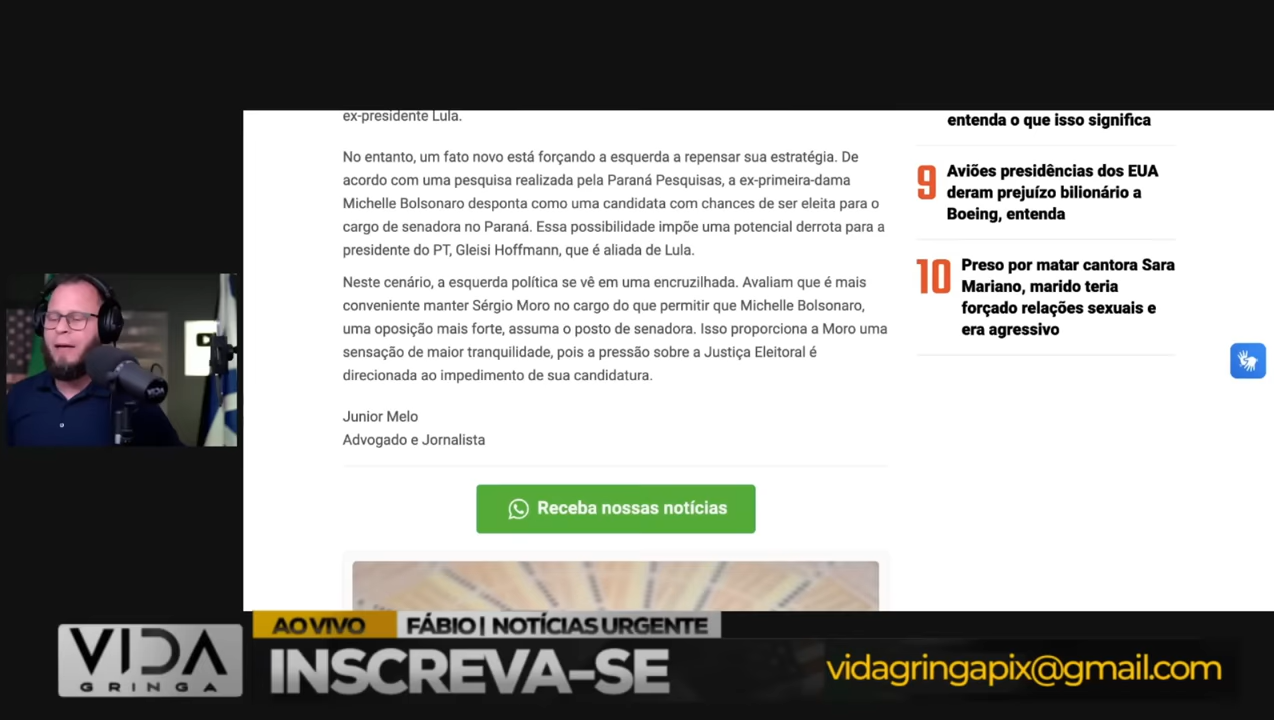 ex-presidente Lula.
No entanto, um fato novo está forçando a esquerda a repensar sua estratégia. De
acordo com uma pesquisa realizada pela Paraná Pesquisas, a ex-primeira-dama
Michelle Bolsonaro desponta como uma candidata com chances de ser eleita para o
cargo de senadora no Paraná. Essa possibilidade impõe uma potencial derrota para a
presidente do PT, Gleisi Hoffmann, que é aliada de Lula.
Neste cenário, a esquerda política se vê em uma encruzilhada. Avaliam que é mais
conveniente manter Sérgio Moro no cargo do que permitir que Michelle Bolsonaro,
uma oposição mais forte, assuma o posto de senadora. Isso proporciona a Moro uma
sensação de maior tranquilidade, pois a pressão sobre a Justiça Eleitoral é
direcionada ao impedimento de sua candidatura.
Junior Melo
Advogado e Jornalista
Receba nossas notícias
entenda o que isso significa
9
Aviões presidências dos EUA
deram prejuízo bilionário a
Boeing, entenda
10
Preso por matar cantora Sara
Mariano, marido teria
forçado relações sexuais e
era agressivo
AO VIVO
FÁBIO | NOTÍCIAS URGENTE
VIDA
GRINGA
INSCREVA-SE
vidagringapix@gmail.com